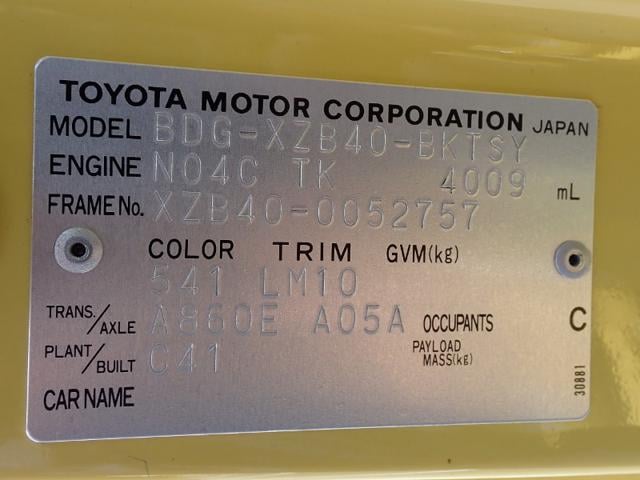 TOYOTA MOTOR CORPORATION JAPAN
MODEL BDG-XZB40-BKTSY
ENGINE N04C TK 4009 mL
FRAME No. XZB40-0052757
COLOR TRIM GVM(kg)
541 LM10
TRANS./AXLE A860E A05A OCCUPANTS C
PLANT/BUILT C41 PAYLOAD MASS(kg)
CAR NAME
30881